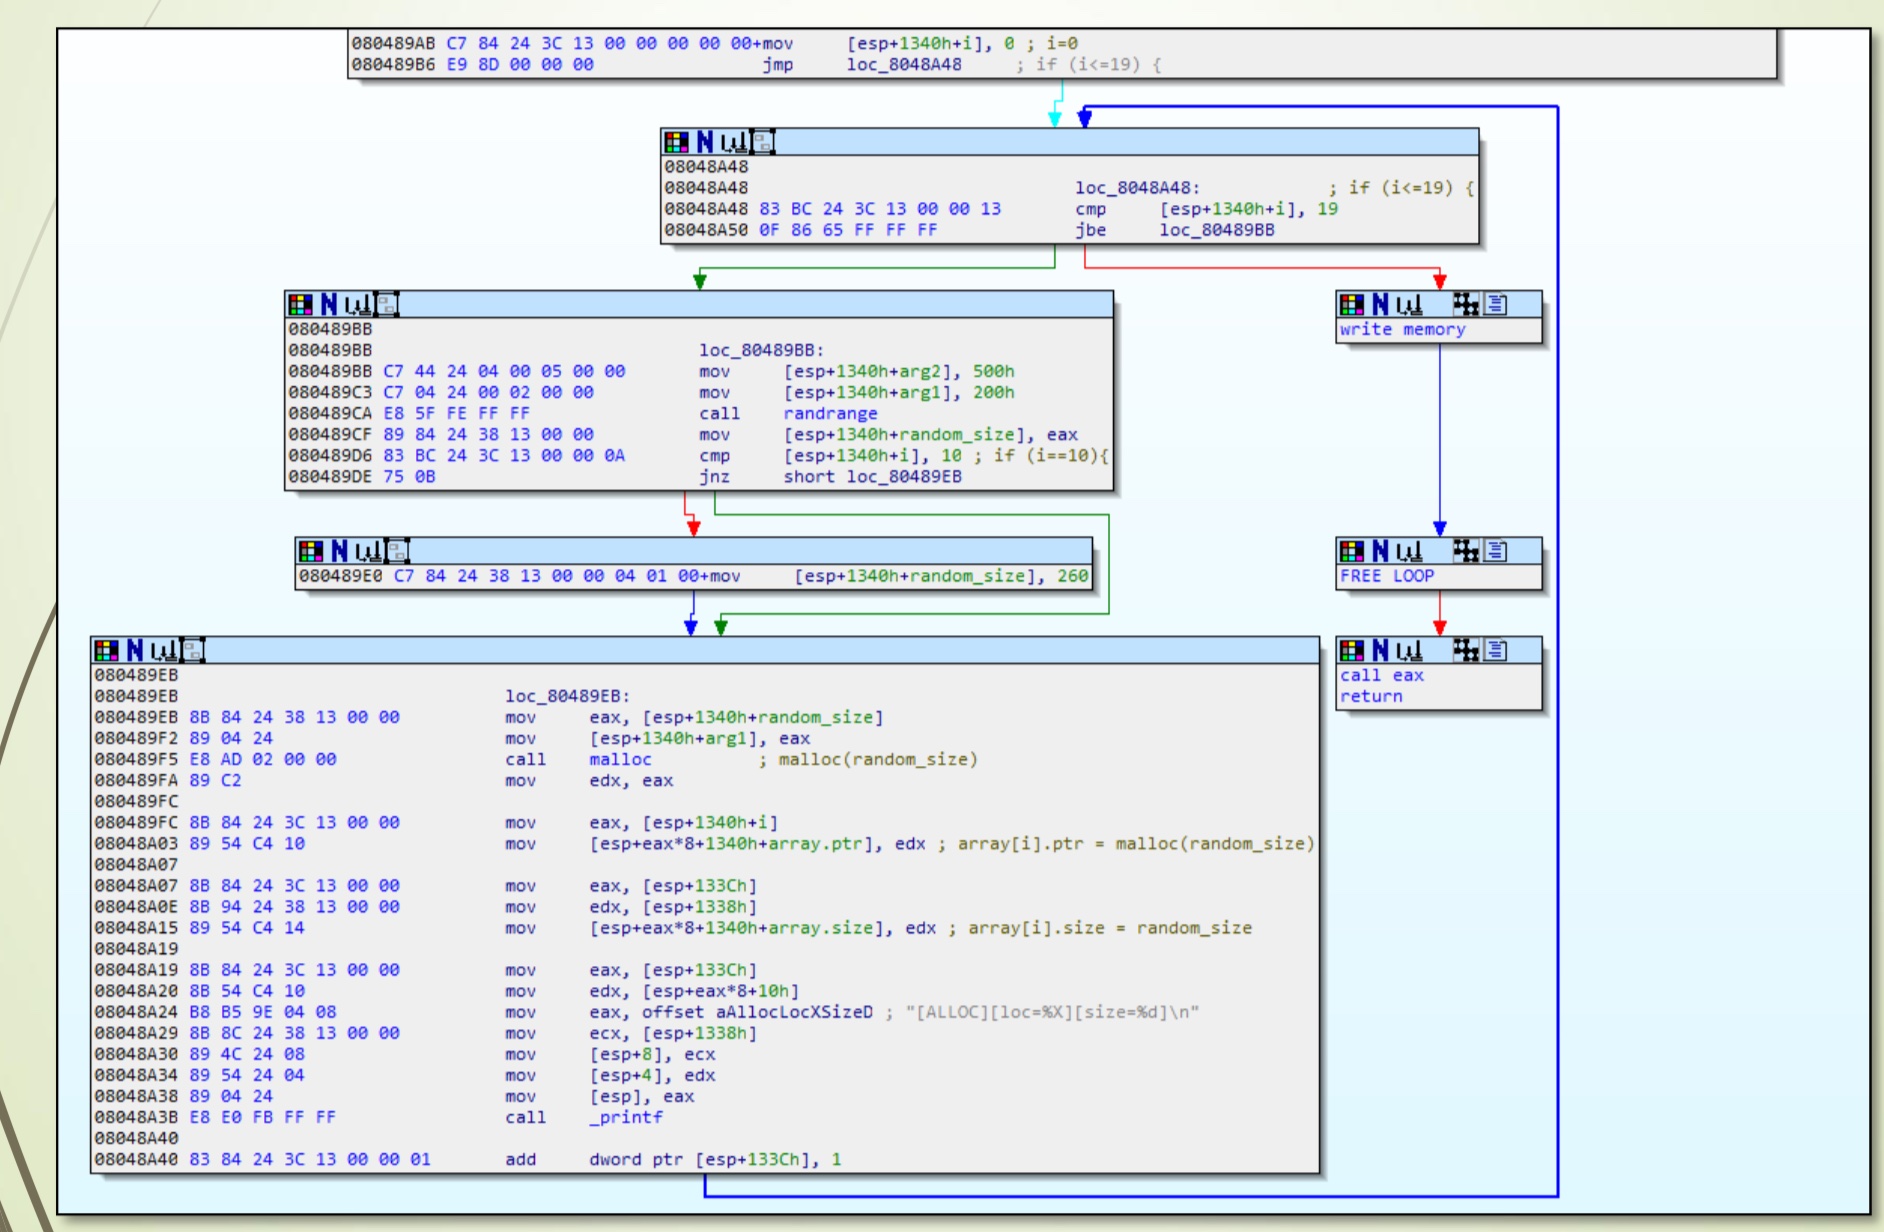 080489AB C7 84 24 3C 13 00 00 00 00 00+mov [esp+1340h+i], 0 ; i=0
080489B6 E9 8D 00 00 00 jmp loc_8048A48 ; if (i<=19) {
08048A48
08048A48 loc_8048A48: ; if (i<=19) {
08048A48 83 BC 24 3C 13 00 00 13 cmp [esp+1340h+i], 19
08048A50 0F 86 65 FF FF FF jbe loc_80489BB
080489BB
080489BB loc_80489BB:
080489BB C7 44 24 04 00 05 00 00 mov [esp+1340h+arg2], 500h
080489C3 C7 04 24 00 02 00 00 mov [esp+1340h+arg1], 200h
080489CA E8 5F FE FF FF call randrange
080489CF 89 84 24 38 13 00 00 mov [esp+1340h+random_size], eax
080489D6 83 BC 24 3C 13 00 00 0A cmp [esp+1340h+i], 10 ; if (i==10){
080489DE 75 0B jnz short loc_80489EB
write memory
080489E0 C7 84 24 38 13 00 00 04 01 00+mov [esp+1340h+random_size], 260
FREE LOOP
080489EB
080489EB loc_80489EB:
080489EB 8B 84 24 38 13 00 00 mov eax, [esp+1340h+random_size]
080489F2 89 04 24 mov [esp+1340h+arg1], eax
080489F5 E8 AD 02 00 00 call malloc ; malloc(random_size)
080489FA 89 C2 mov edx, eax
080489FC
080489FC 8B 84 24 3C 13 00 00 mov eax, [esp+1340h+i]
08048A03 89 54 C4 10 mov [esp+eax*8+1340h+array.ptr], edx ; array[i].ptr = malloc(random_size)
08048A07
08048A07 8B 84 24 3C 13 00 00 mov eax, [esp+133Ch]
08048A0E 8B 94 24 38 13 00 00 mov edx, [esp+1338h]
08048A15 89 54 C4 14 mov [esp+eax*8+1340h+array.size], edx ; array[i].size = random_size
08048A19
08048A19 8B 84 24 3C 13 00 00 mov eax, [esp+133Ch]
08048A20 8B 54 C4 10 mov edx, [esp+eax*8+10h]
08048A24 B8 B5 9E 04 08 mov eax, offset aAllocLocXSizeD ; "[ALLOC][loc=%X][size=%d]\n"
08048A29 8B 8C 24 38 13 00 00 mov ecx, [esp+1338h]
08048A30 89 4C 24 08 mov [esp+8], ecx
08048A34 89 54 24 04 mov [esp+4], edx
08048A38 89 04 24 mov [esp], eax
08048A3B E8 E0 FB FF FF call _printf
08048A40
08048A40 83 84 24 3C 13 00 00 01 add dword ptr [esp+133Ch], 1
call eax
return